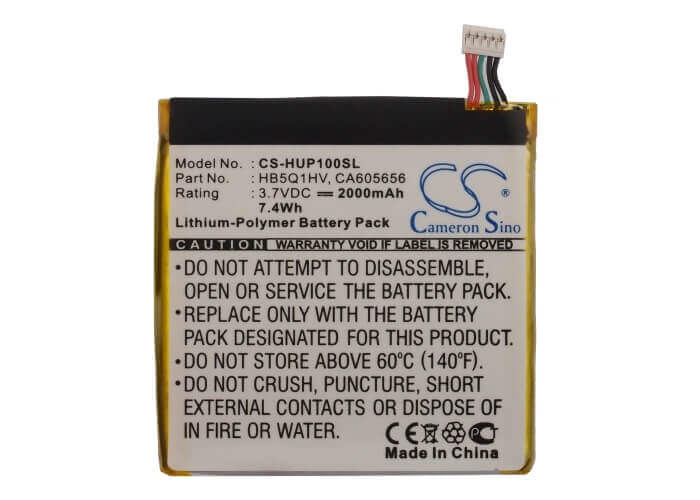 Model No. : CS-HUP100SL
Part No. : HB5Q1HV, CA605656
Rating : 3.7VDC ⎓ 2000mAh
7.4Wh
Lithium-Polymer Battery Pack
CS
Cameron Sino
CAUTION WARRANTY VOID IF LABEL IS REMOVED
• DO NOT ATTEMPT TO DISASSEMBLE,
OPEN OR SERVICE THE BATTERY PACK.
• REPLACE ONLY WITH THE BATTERY
PACK DESIGNATED FOR THIS PRODUCT.
• DO NOT STORE ABOVE 60°C (140°F)
• DO NOT CRUSH, PUNCTURE, SHORT
EXTERNAL CONTACTS OR DISPOSE OF
IN FIRE OR WATER.
CE
MADE IN CHINA